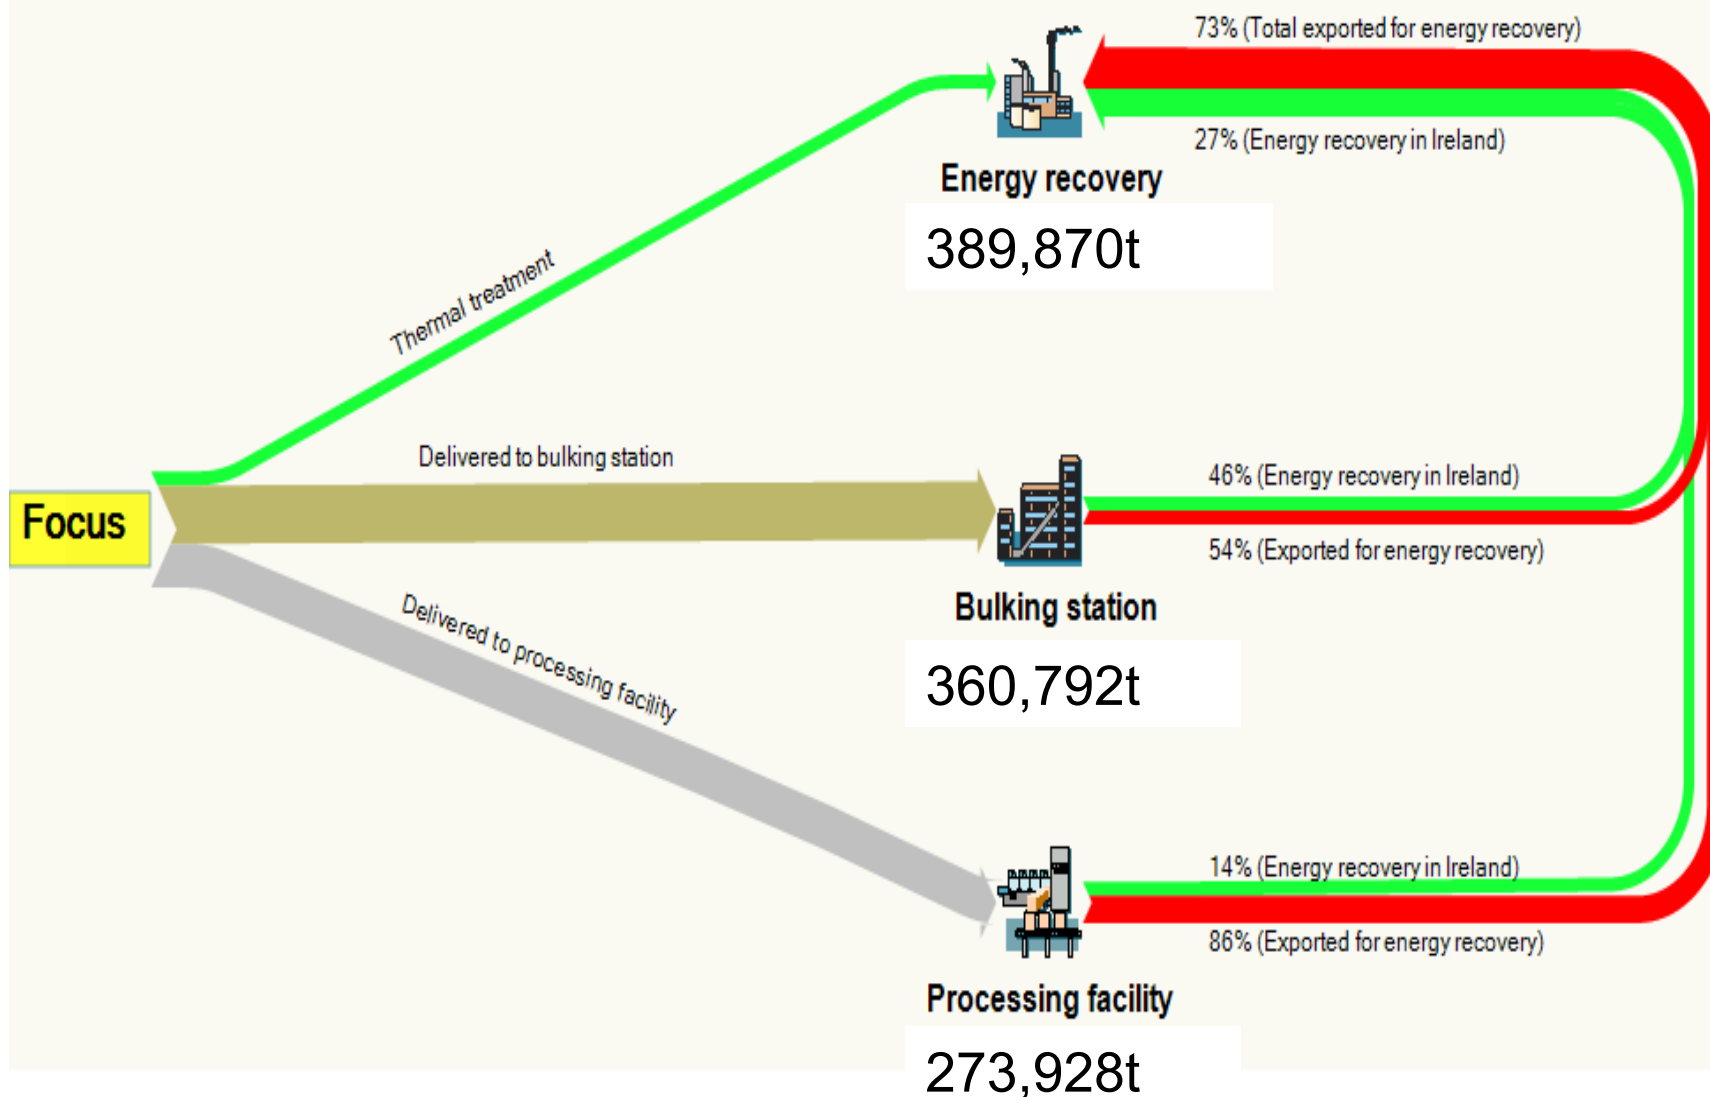 73% (Total exported for energy recovery)
27% (Energy recovery in Ireland)
Energy recovery
389,870t
Thermal treatment
Delivered to bulking station
Focus
46% (Energy recovery in Ireland)
54% (Exported for energy recovery)
Bulking station
360,792t
Delivered to processing facility
14% (Energy recovery in Ireland)
86% (Exported for energy recovery)
Processing facility
273,928t